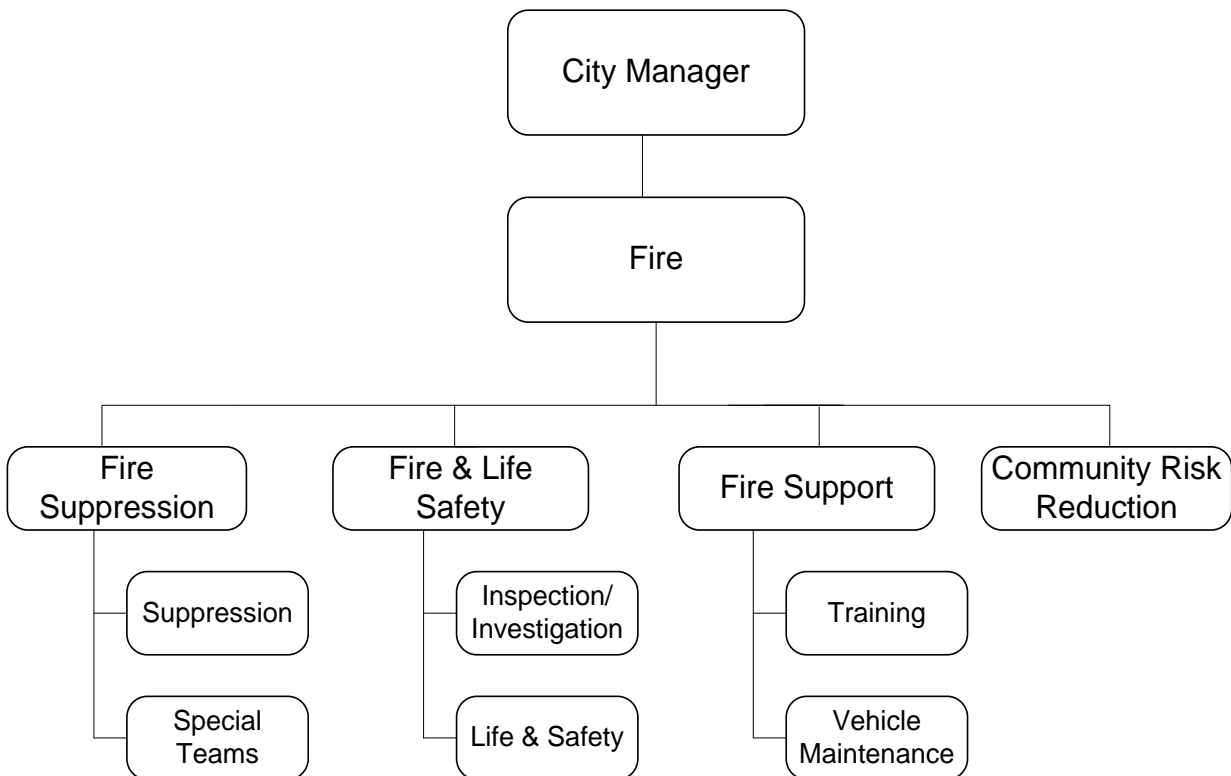 City Manager
Fire
Fire
Suppression
Fire & Life
Safety
Fire Support
Community Risk
Reduction
Suppression
Inspection/
Investigation
Training
Special
Teams
Life & Safety
Vehicle
Maintenance